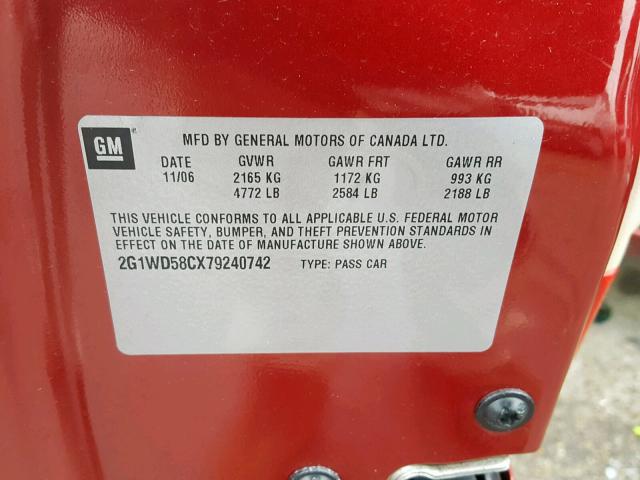 GM
MFD BY GENERAL MOTORS OF CANADA LTD.
DATE GVWR GAWR FRT GAWR RR
11/06 2165 KG 1172 KG 993 KG
4772 LB 2584 LB 2188 LB
THIS VEHICLE CONFORMS TO ALL APPLICABLE U.S. FEDERAL MOTOR
VEHICLE SAFETY, BUMPER, AND THEFT PREVENTION STANDARDS IN
EFFECT ON THE DATE OF MANUFACTURE SHOWN ABOVE.
2G1WD58CX79240742 TYPE: PASS CAR